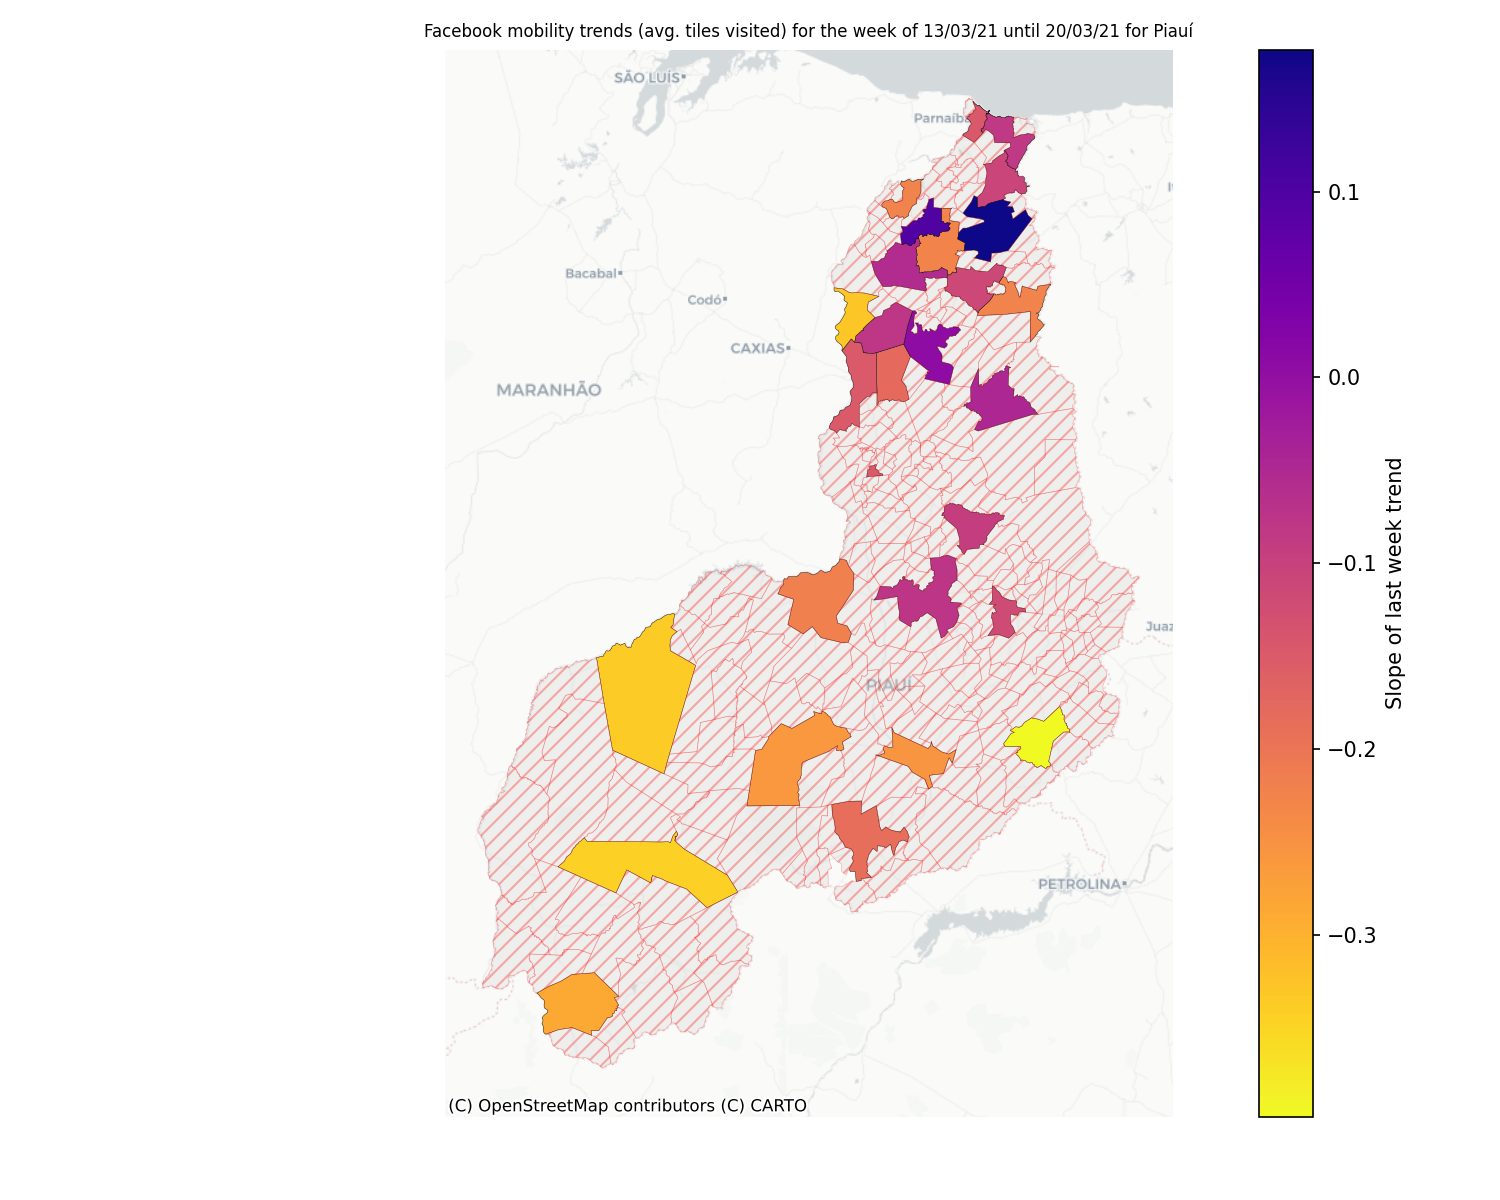 Facebook mobility trends (avg. tiles visited) for the week of 13/03/21 until 20/03/21 for Piauí
SÃO LUÍS
Parnaíba
Bacabal
Codó
CAXIAS
MARANHÃO
Juaz
PIAUÍ
PETROLINA
(C) OpenStreetMap contributors (C) CARTO
0.1
0.0
−0.1
−0.2
−0.3
Slope of last week trend